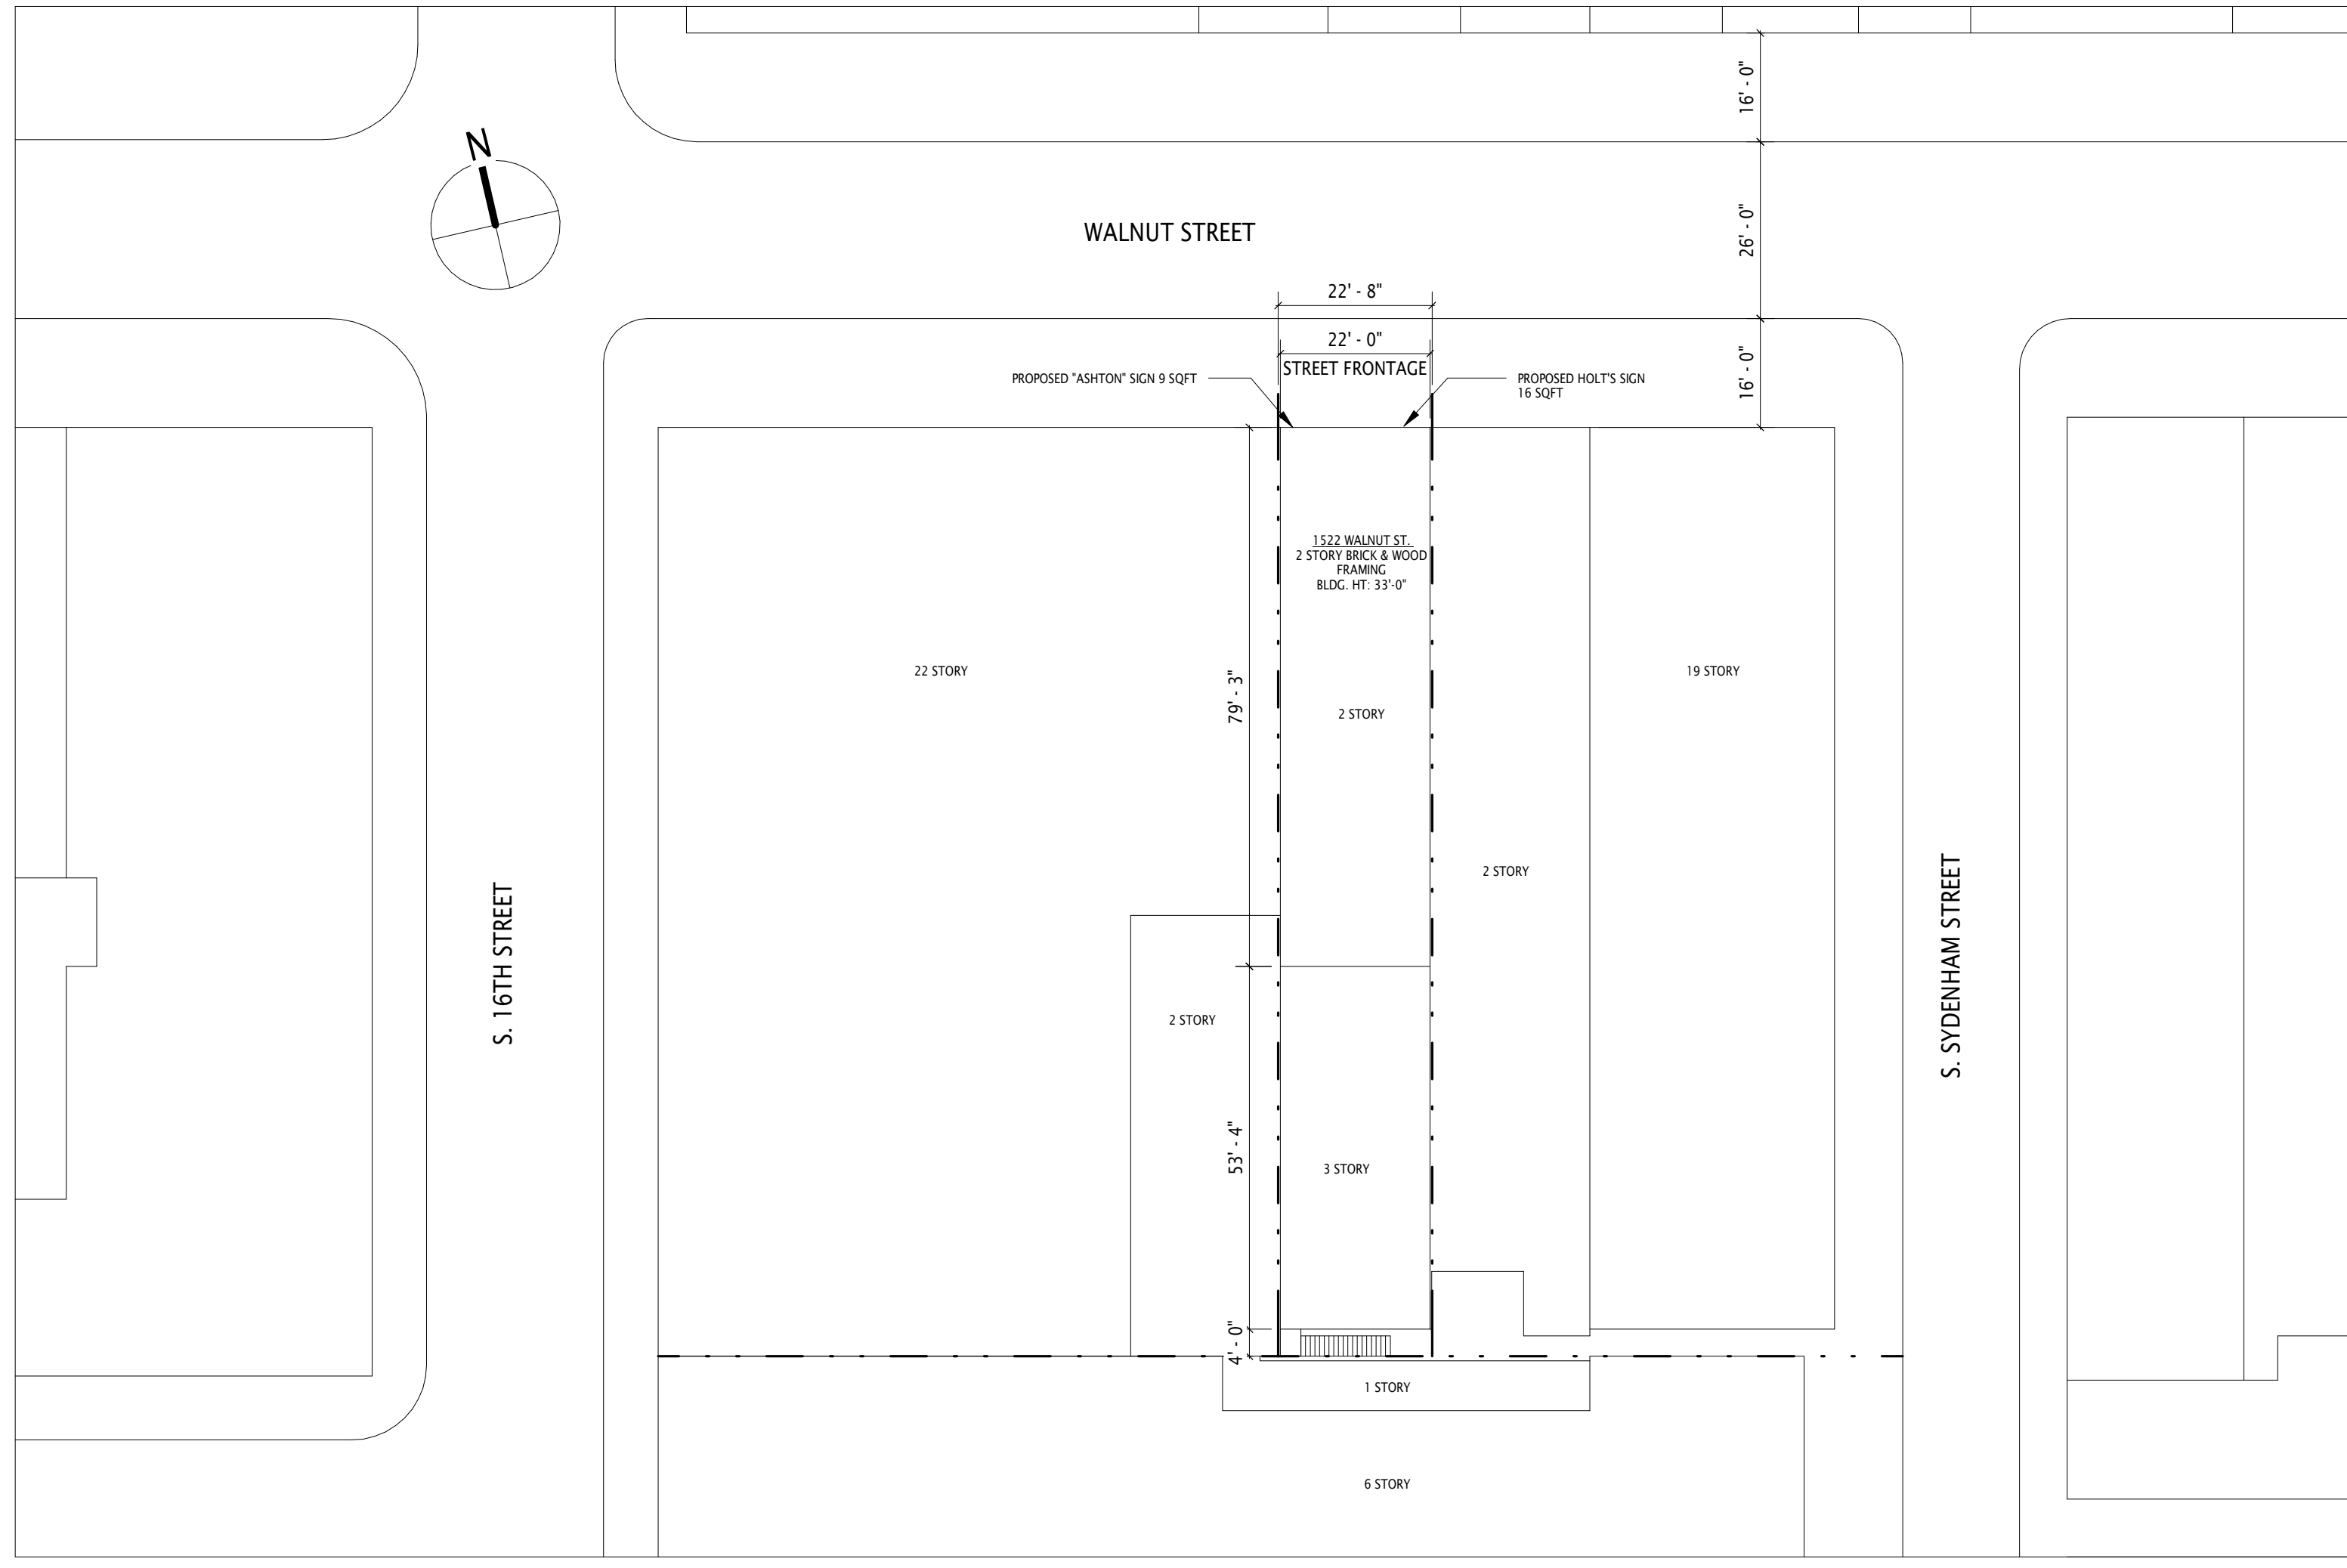 16' - 0"
N
26' - 0"
WALNUT STREET
22' - 8"
22' - 0"
STREET FRONTAGE
16' - 0"
PROPOSED "ASHTON" SIGN 9 SQFT
PROPOSED HOLT'S SIGN
16 SQFT
1522 WALNUT ST.
2 STORY BRICK & WOOD
FRAMING
BLDG. HT: 33'-0"
22 STORY
79' - 3"
2 STORY
19 STORY
2 STORY
S. 16TH STREET
S. SYDENHAM STREET
2 STORY
53' - 4"
3 STORY
4' - 0"
1 STORY
6 STORY